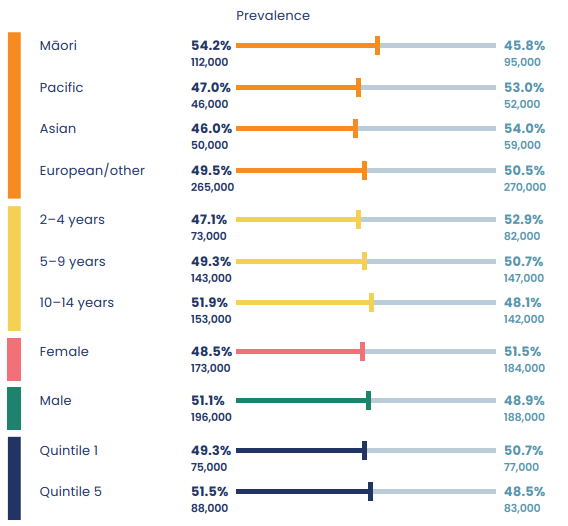 Prevalence
Māori 54.2% 45.8%
112,000 95,000
Pacific 47.0% 53.0%
46,000 52,000
Asian 46.0% 54.0%
50,000 59,000
European/other 49.5% 50.5%
265,000 270,000
2–4 years 47.1% 52.9%
73,000 82,000
5–9 years 49.3% 50.7%
143,000 147,000
10–14 years 51.9% 48.1%
153,000 142,000
Female 48.5% 51.5%
173,000 184,000
Male 51.1% 48.9%
196,000 188,000
Quintile 1 49.3% 50.7%
75,000 77,000
Quintile 5 51.5% 48.5%
88,000 83,000